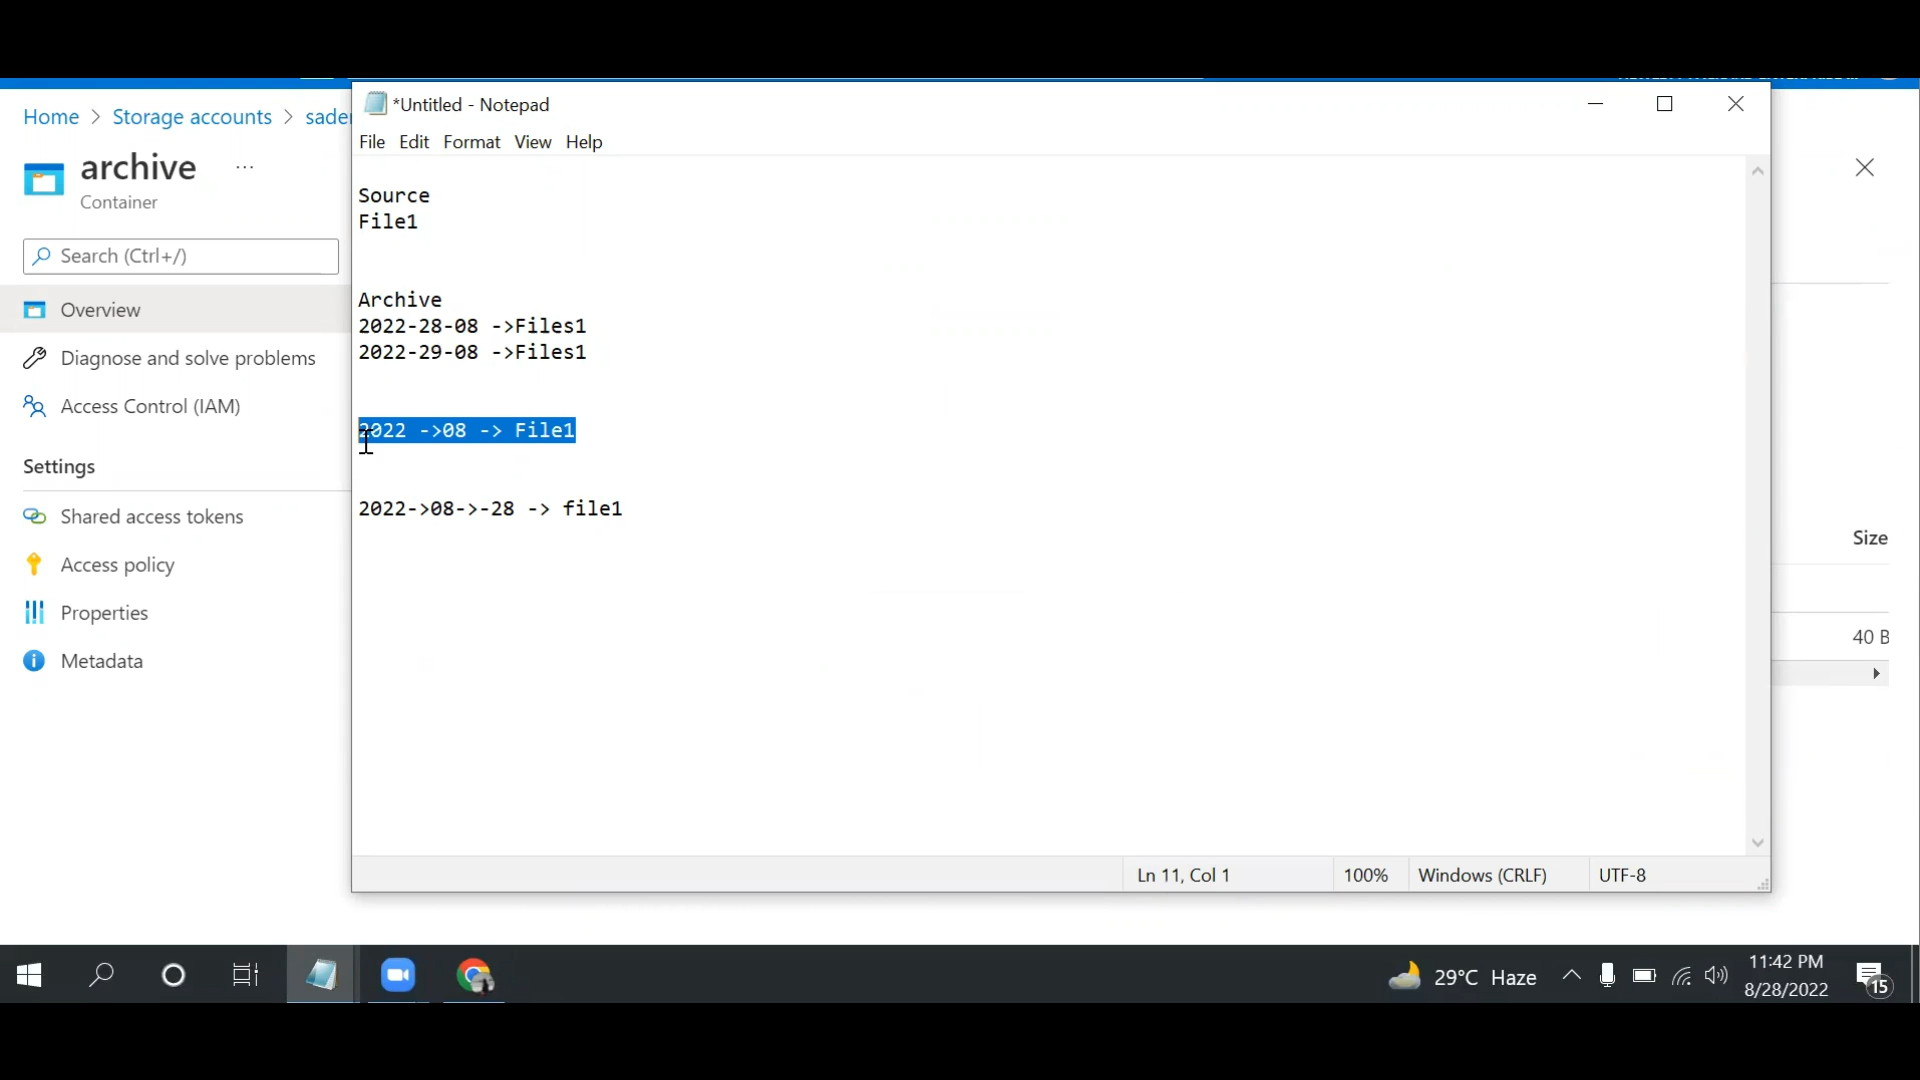 *Untitled - Notepad
File Edit Format View Help
Home > Storage accounts > sade
archive ...
Container
Search (Ctrl+/)
Overview
Diagnose and solve problems
Access Control (IAM)
Settings
Shared access tokens
Access policy
Properties
Metadata
Source
File1
Archive
2022-28-08 ->Files1
2022-29-08 ->Files1
2022 ->08 -> File1
2022->08->-28 -> file1
Size
40 B
Ln 11, Col 1 100% Windows (CRLF) UTF-8
29°C Haze
11:42 PM
8/28/2022
15